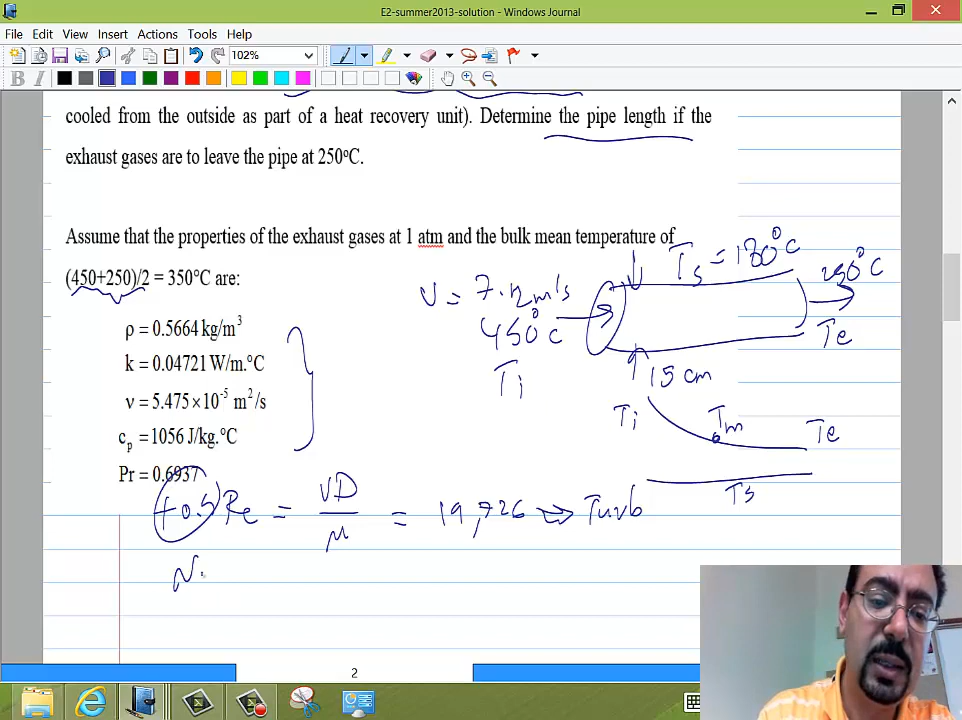 E2-summer2013-solution - Windows Journal
File Edit View Insert Actions Tools Help
102%
B I
cooled from the outside as part of a heat recovery unit). Determine the pipe length if the
exhaust gases are to leave the pipe at 250°C.
Assume that the properties of the exhaust gases at 1 atm and the bulk mean temperature of
(450+250)/2 = 350°C are:
ρ = 0.5664 kg/m³
k = 0.04721 W/m.°C
ν = 5.475×10⁻⁵ m²/s
cₚ = 1056 J/kg.°C
Pr = 0.6937
Ts = 180°C
250°C
V = 7.12 m/s
450°C
Te
Ti
15 cm
Ti Tm Te
Ts
Re = VD/μ = 19,726 => Turb
N
2